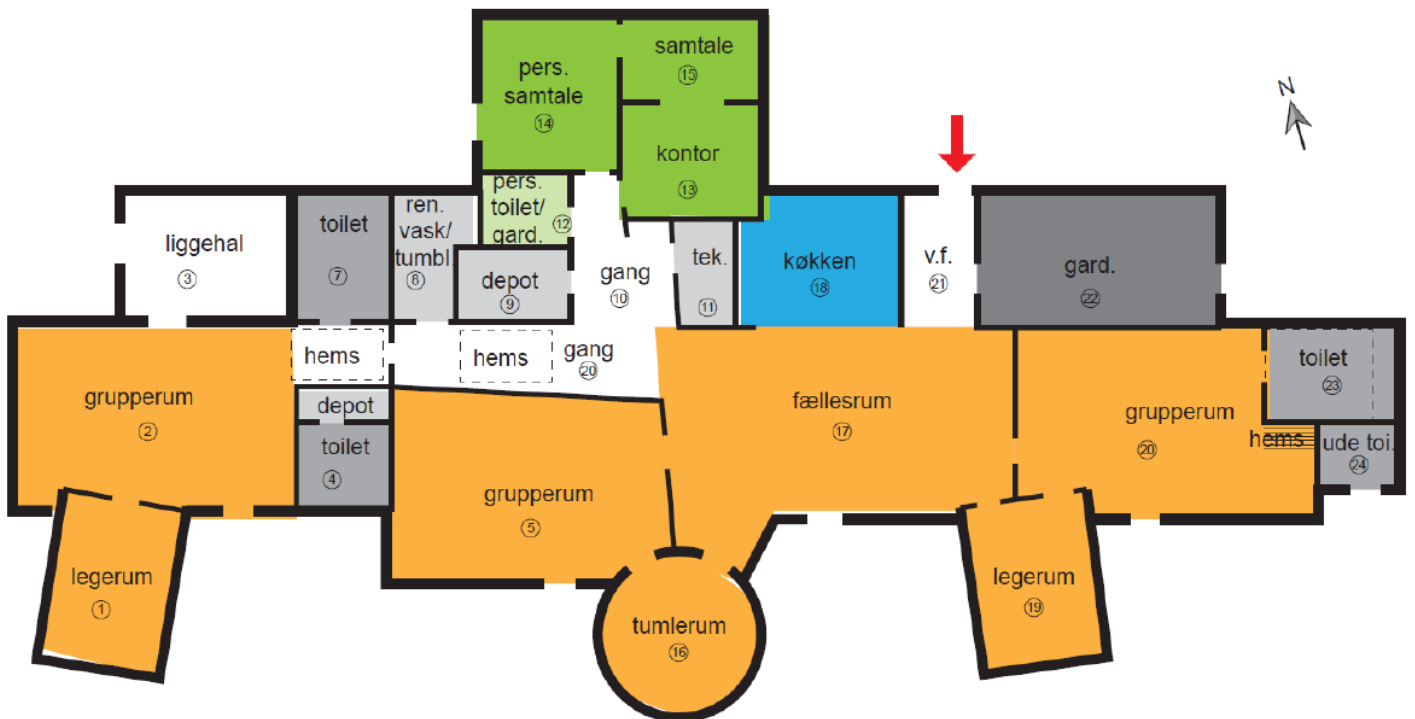 samtale
15
pers.
samtale
14
N
kontor
13
pers.
toilet/
gard.
12
ren.
vask/
tumbl.
8
toilet
7
liggehal
3
depot
9
gang
10
tek.
11
køkken
18
v.f.
21
gard.
22
hems
hems
gang
20
toilet
23
grupperum
2
depot
toilet
4
fællesrum
17
grupperum
20
hems
ude toi.
24
grupperum
5
legerum
1
legerum
19
tumlerum
16